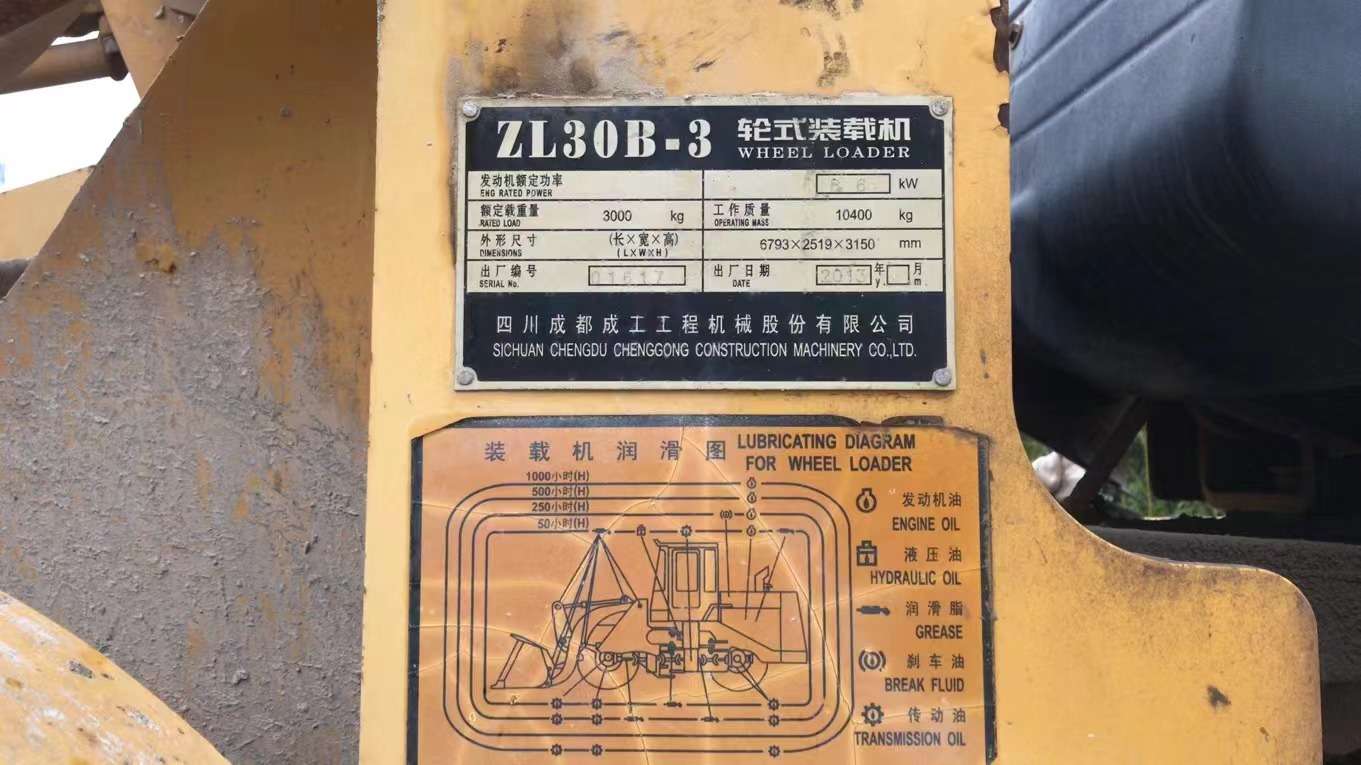 ZL30B-3 轮式装载机
WHEEL LOADER
发动机额定功率 kW
ENG RATED POWER
额定载重量 3000 kg 工作质量 10400 kg
RATED LOAD OPERATING MASS
外形尺寸 (长×宽×高) 6793×2519×3150 mm
DIMENSIONS (L×W×H)
出厂编号 01517 出厂日期 2013 年 月
SERIAL No. DATE y. m.
四川成都成工工程机械股份有限公司
SICHUAN CHENGDU CHENGGONG CONSTRUCTION MACHINERY CO.,LTD.
装载机润滑图 LUBRICATING DIAGRAM
FOR WHEEL LOADER
1000小时(H)
500小时(H)
250小时(H)
50小时(H)
发动机油
ENGINE OIL
液压油
HYDRAULIC OIL
润滑脂
GREASE
刹车油
BREAK FLUID
传动油
TRANSMISSION OIL